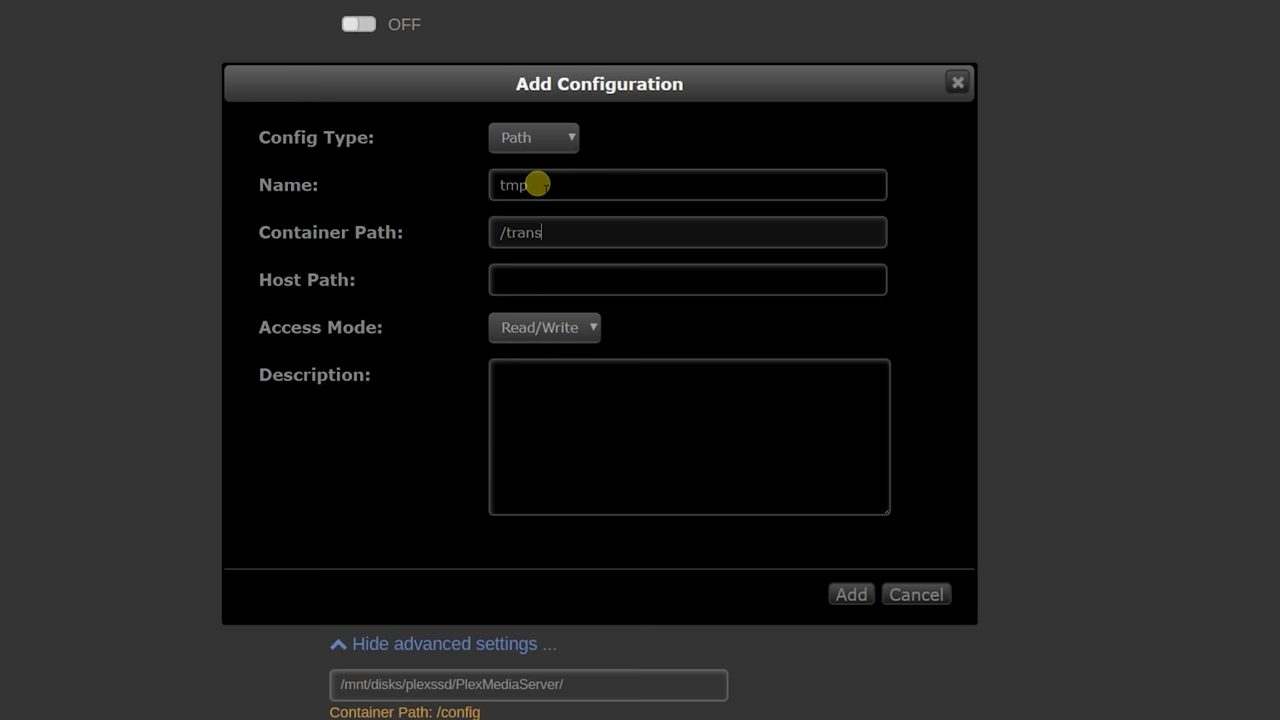 OFF
Add Configuration
Config Type: Path
Name: tmp
Container Path: /trans
Host Path:
Access Mode: Read/Write
Description:
Add Cancel
Hide advanced settings ...
/mnt/disks/plexssd/PlexMediaServer/
Container Path: /config